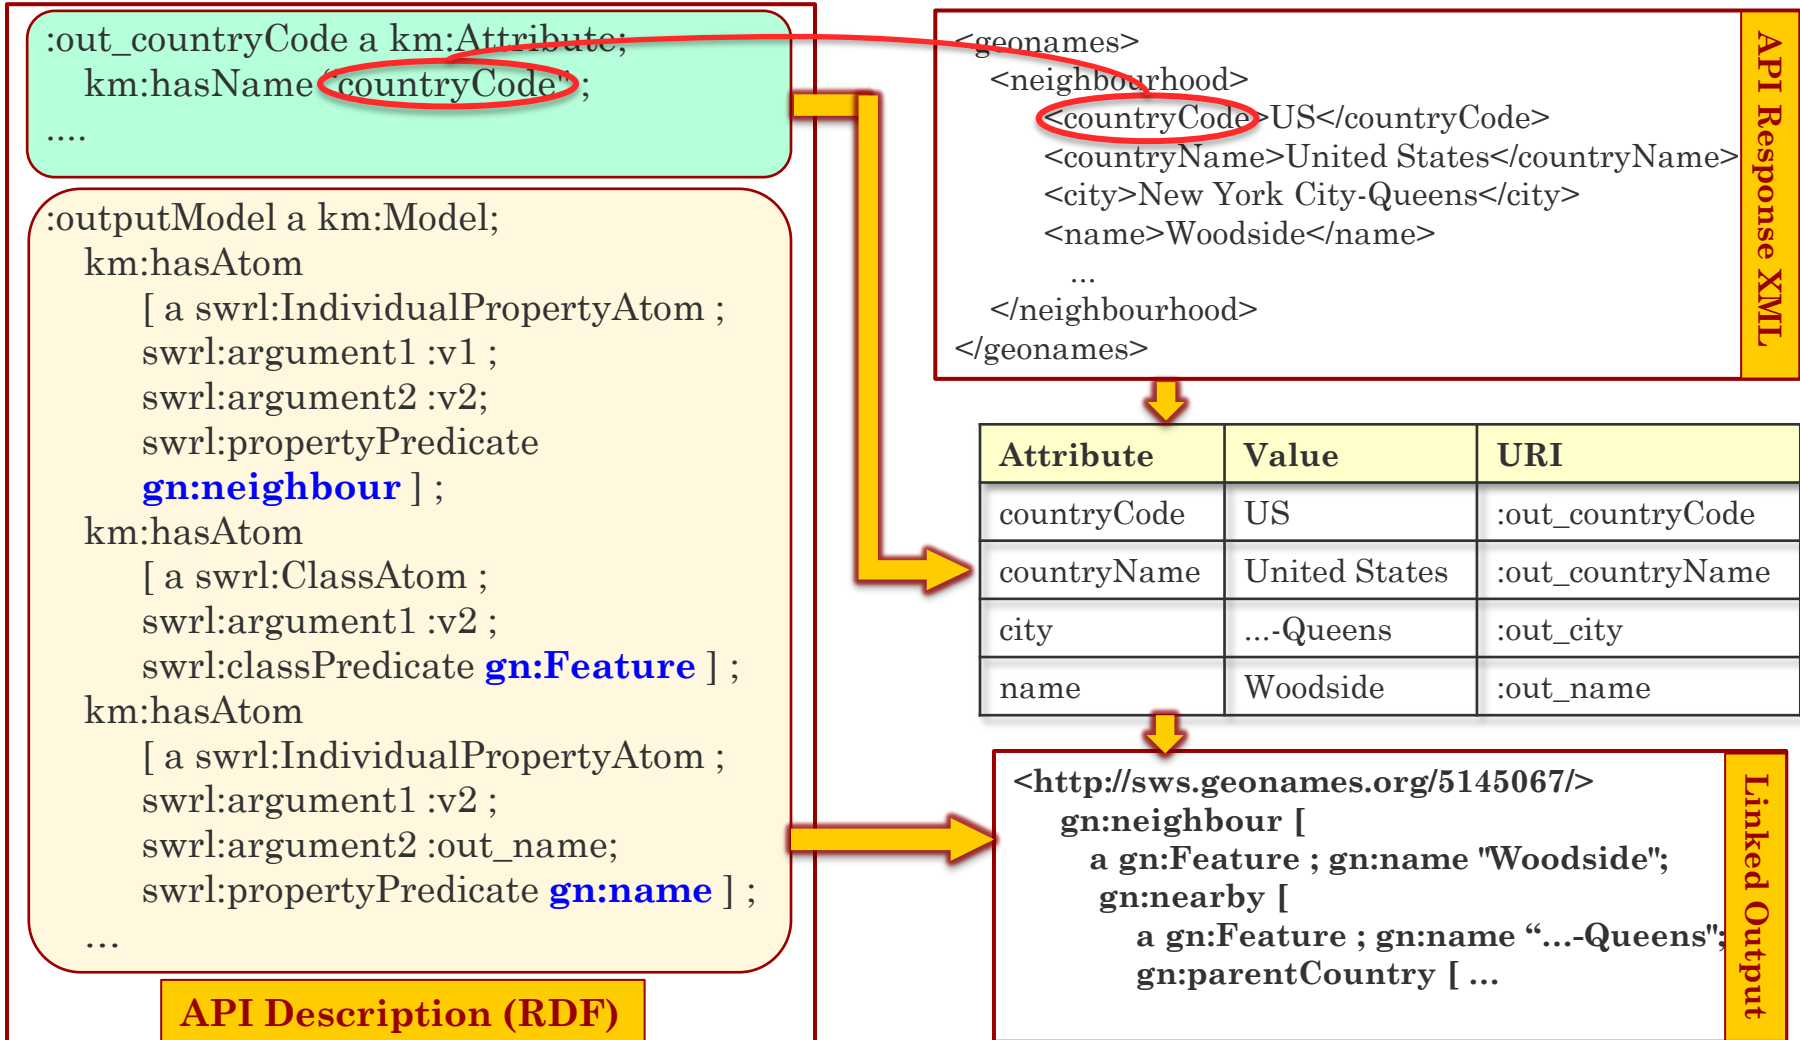 :out_countryCode a km:Attribute;
km:hasName "countryCode" ;
....
:outputModel a km:Model;
km:hasAtom
[ a swrl:IndividualPropertyAtom ;
swrl:argument1 :v1 ;
swrl:argument2 :v2;
swrl:propertyPredicate
gn:neighbour ] ;
km:hasAtom
[ a swrl:ClassAtom ;
swrl:argument1 :v2 ;
swrl:classPredicate gn:Feature ] ;
km:hasAtom
[ a swrl:IndividualPropertyAtom ;
swrl:argument1 :v2 ;
swrl:argument2 :out_name;
swrl:propertyPredicate gn:name ] ;
...
API Description (RDF)
<geonames>
<neighbourhood>
<countryCode>US</countryCode>
<countryName>United States</countryName>
<city>New York City-Queens</city>
<name>Woodside</name>
...
</neighbourhood>
</geonames>
API Response XML
Attribute Value URI
countryCode US :out_countryCode
countryName United States :out_countryName
city ...-Queens :out_city
name Woodside :out_name
<http://sws.geonames.org/5145067/>
gn:neighbour [
a gn:Feature ; gn:name "Woodside";
gn:nearby [
a gn:Feature ; gn:name “...-Queens";
gn:parentCountry [ ...
Linked Output